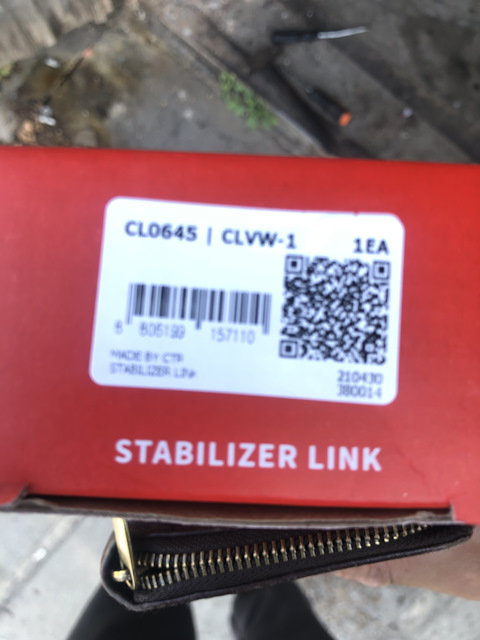 CL0645 | CLVW-1 1EA
8 805199 157110
MADE BY CTR
STABILIZER LINK
210430
380014
STABILIZER LINK